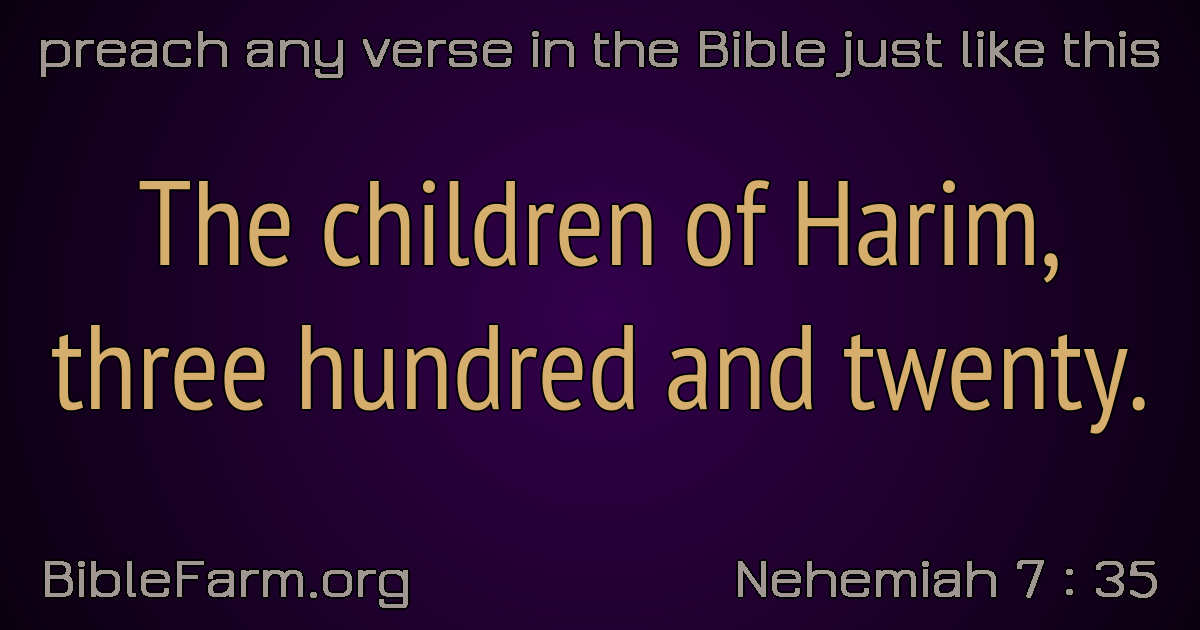 preach any verse in the Bible just like this
The children of Harim,
three hundred and twenty.
BibleFarm.org
Nehemiah 7 : 35